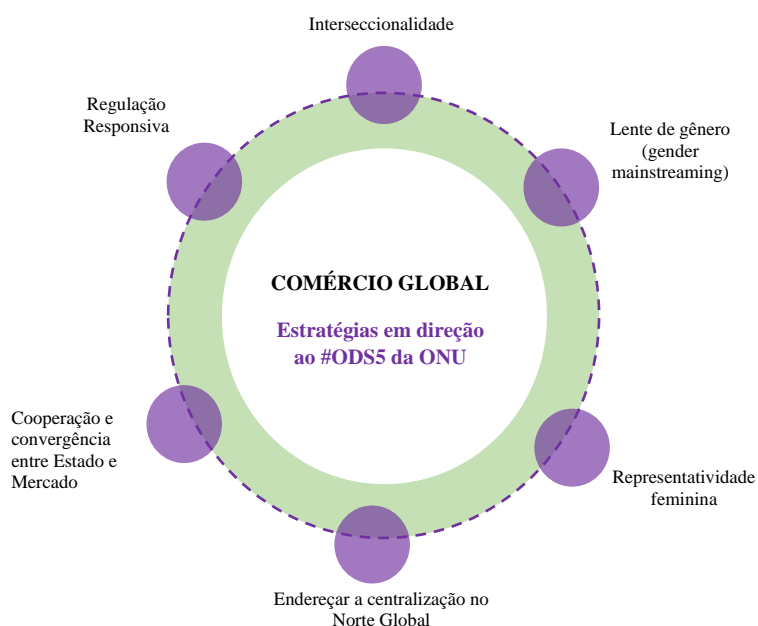 Interseccionalidade
Regulação
Responsiva
Lente de gênero
(gender
mainstreaming)
COMÉRCIO GLOBAL
Estratégias em direção
ao #ODS5 da ONU
Cooperação e
convergência
entre Estado e
Mercado
Representatividade
feminina
Endereçar a centralização no
Norte Global